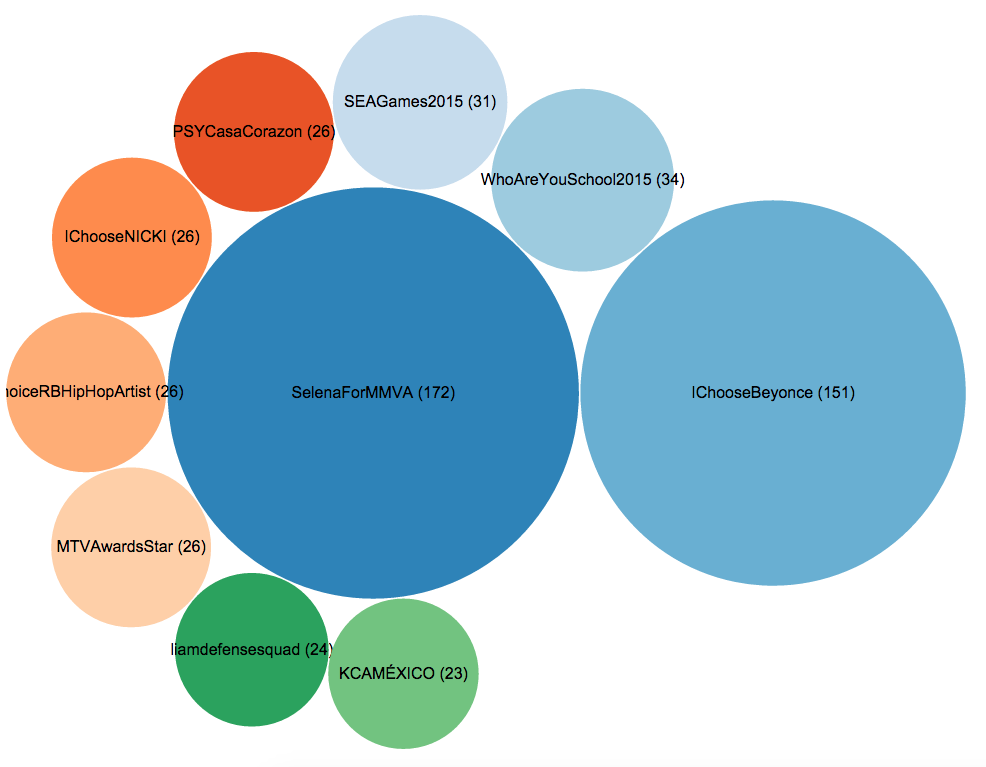 SEAGames2015 (31)
PSYCasaCorazon (26)
WhoAreYouSchool2015 (34)
IChooseNICKI (26)
hoiceRBHipHopArtist (26)
SelenaForMMVA (172)
IChooseBeyonce (151)
MTVAwardsStar (26)
liamdefensesquad (24)
KCAMÉXICO (23)